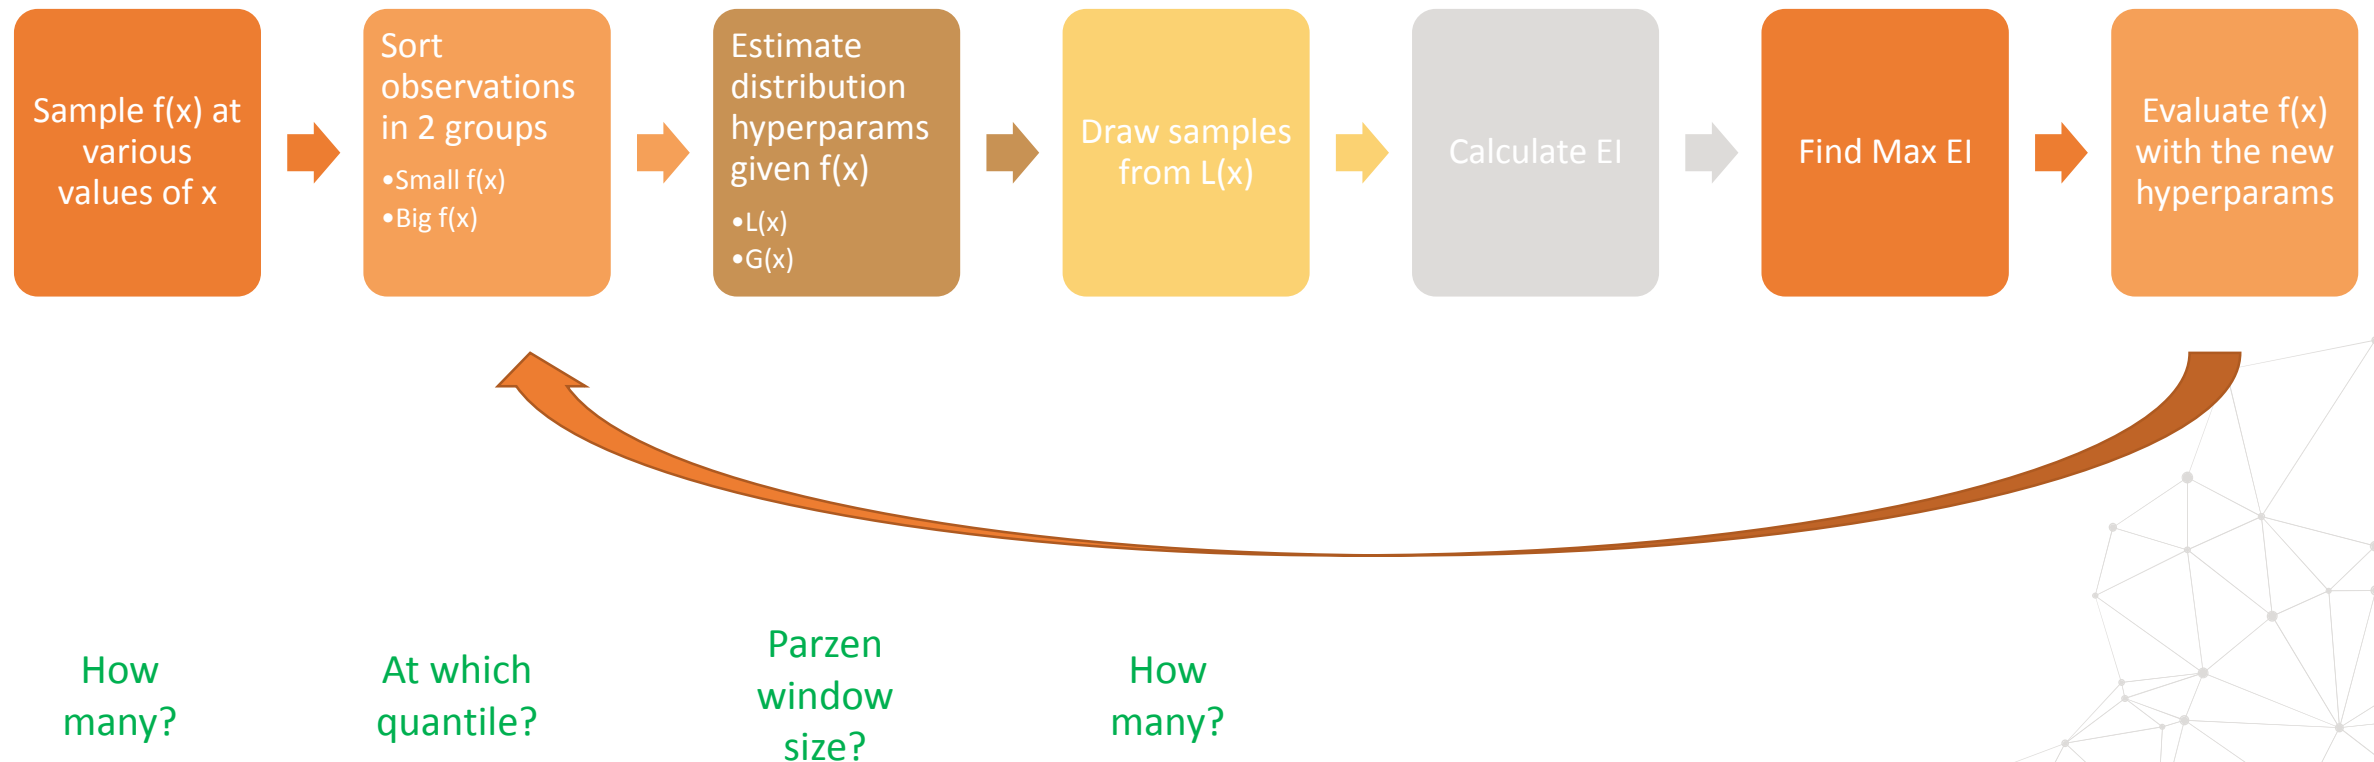 Sample f(x) at
various
values of x
Sort
observations
in 2 groups
•Small f(x)
•Big f(x)
Estimate
distribution
hyperparams
given f(x)
•L(x)
•G(x)
Draw samples
from L(x)
Calculate EI
Find Max EI
Evaluate f(x)
with the new
hyperparams
How
many?
At which
quantile?
Parzen
window
size?
How
many?